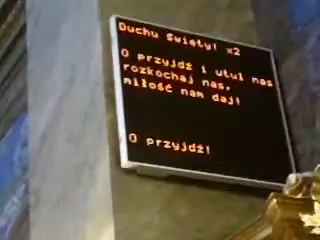 Duchu Święty! x2
O przyjdź i utul nas
rozkochaj nas,
miłość nam daj!
O przyjdź!